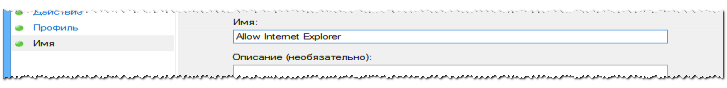 Действие
Профиль
Имя
Имя:
Allow Internet Explorer
Описание (необязательно):